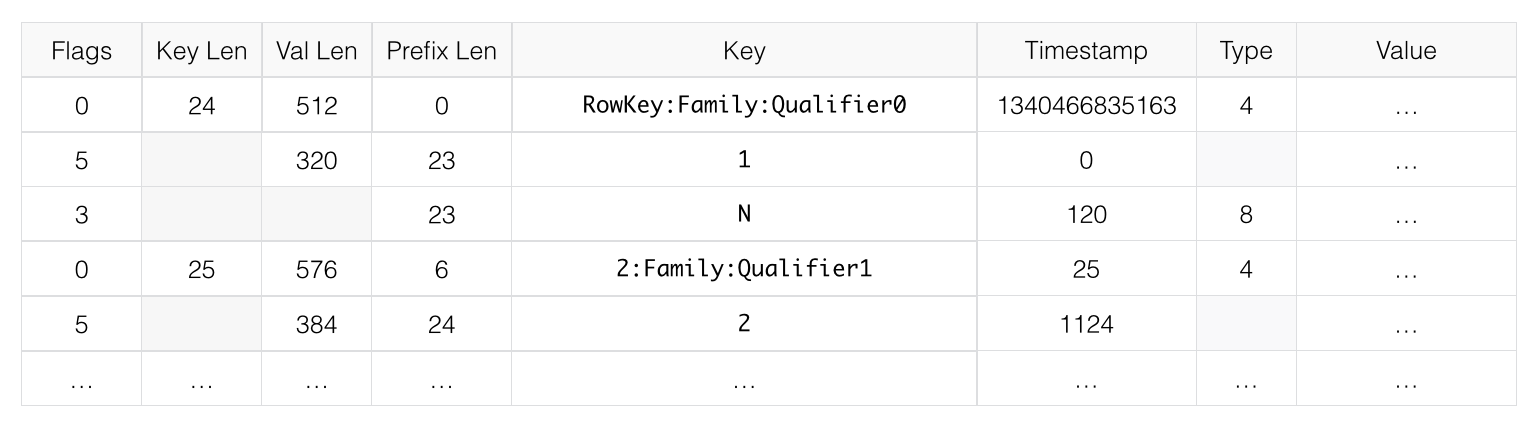 Flags Key Len Val Len Prefix Len Key Timestamp Type Value
0 24 512 0 RowKey:Family:Qualifier0 1340466835163 4 ...
5 320 23 1 0 ...
3 23 N 120 8 ...
0 25 576 6 2:Family:Qualifier1 25 4 ...
5 384 24 2 1124 ...
... ... ... ... ... ... ... ...